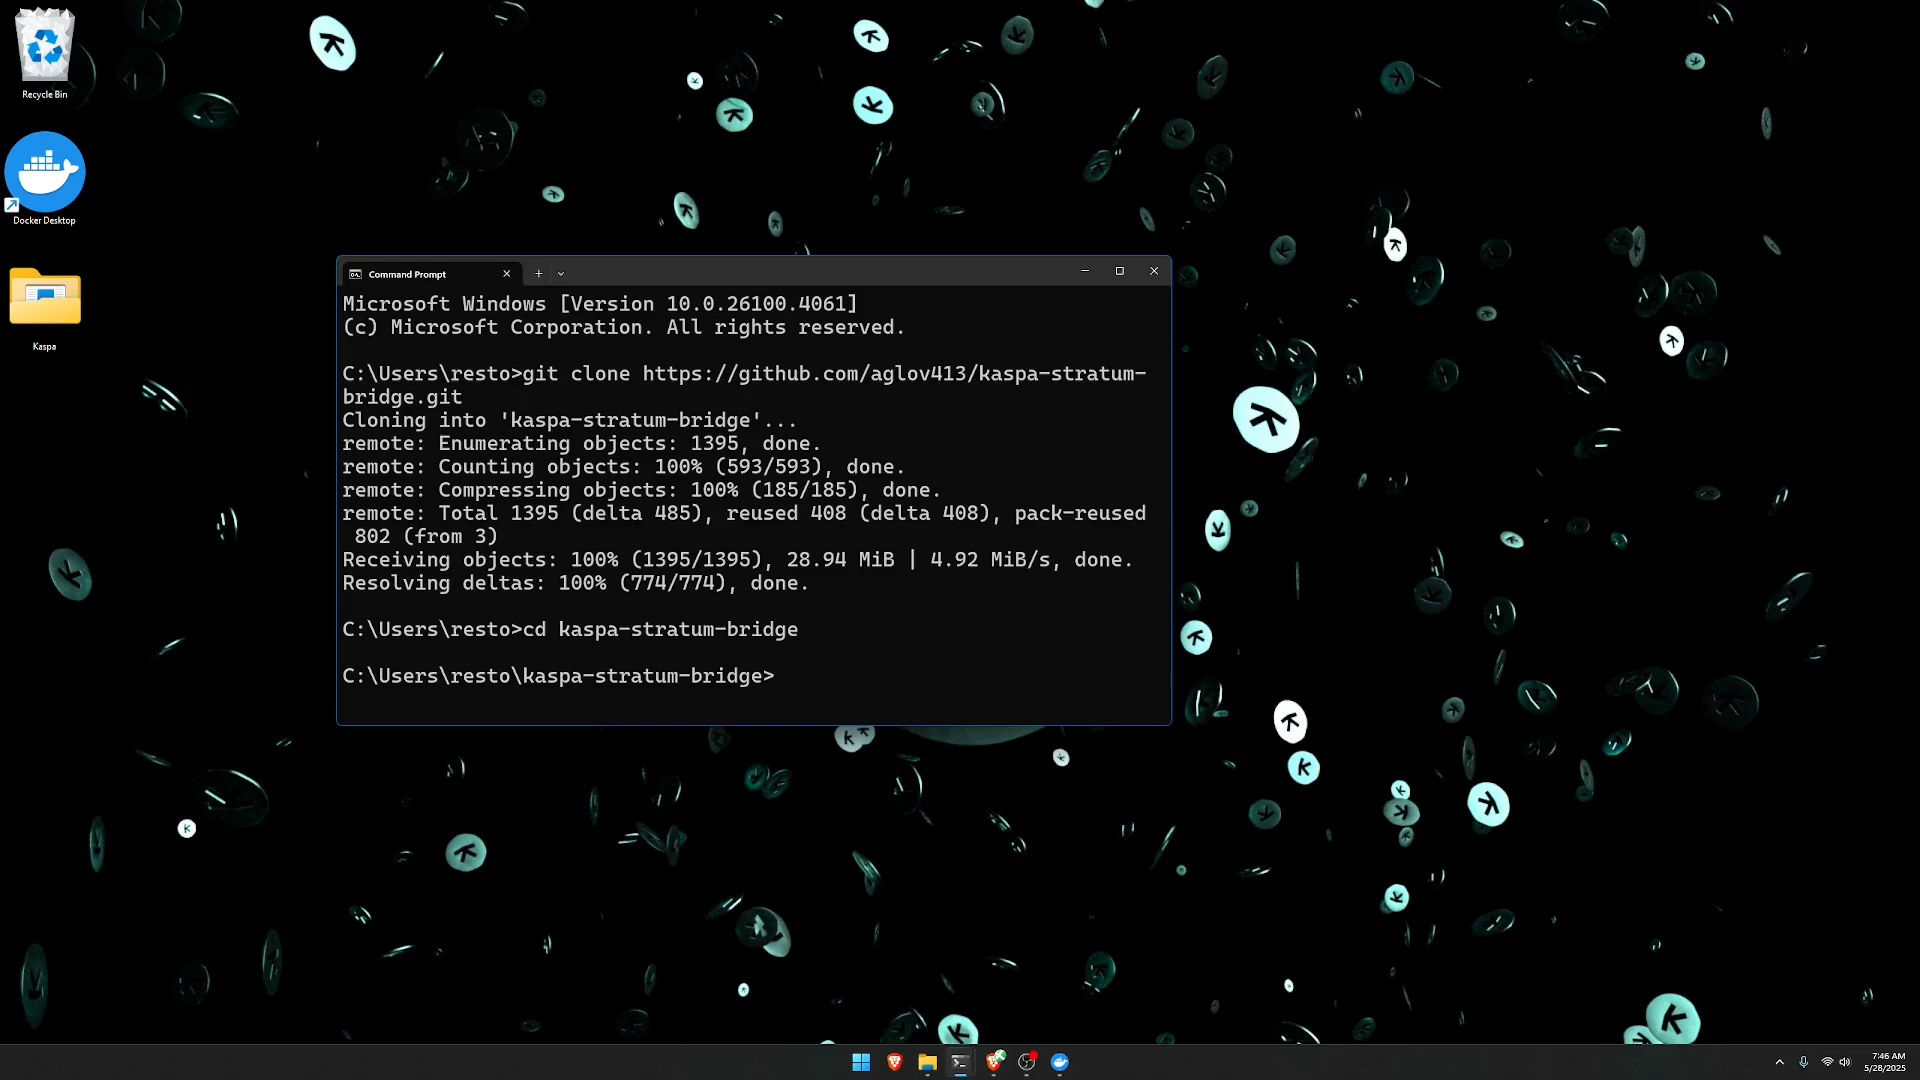 Recycle Bin
Docker Desktop
Kaspa
Command Prompt
Microsoft Windows [Version 10.0.26100.4061]
(c) Microsoft Corporation. All rights reserved.
C:\Users\resto>git clone https://github.com/aglov413/kaspa-stratum-
bridge.git
Cloning into 'kaspa-stratum-bridge'...
remote: Enumerating objects: 1395, done.
remote: Counting objects: 100% (593/593), done.
remote: Compressing objects: 100% (185/185), done.
remote: Total 1395 (delta 485), reused 408 (delta 408), pack-reused
802 (from 3)
Receiving objects: 100% (1395/1395), 28.94 MiB | 4.92 MiB/s, done.
Resolving deltas: 100% (774/774), done.
C:\Users\resto>cd kaspa-stratum-bridge
C:\Users\resto\kaspa-stratum-bridge>
7:46 AM
5/28/2025